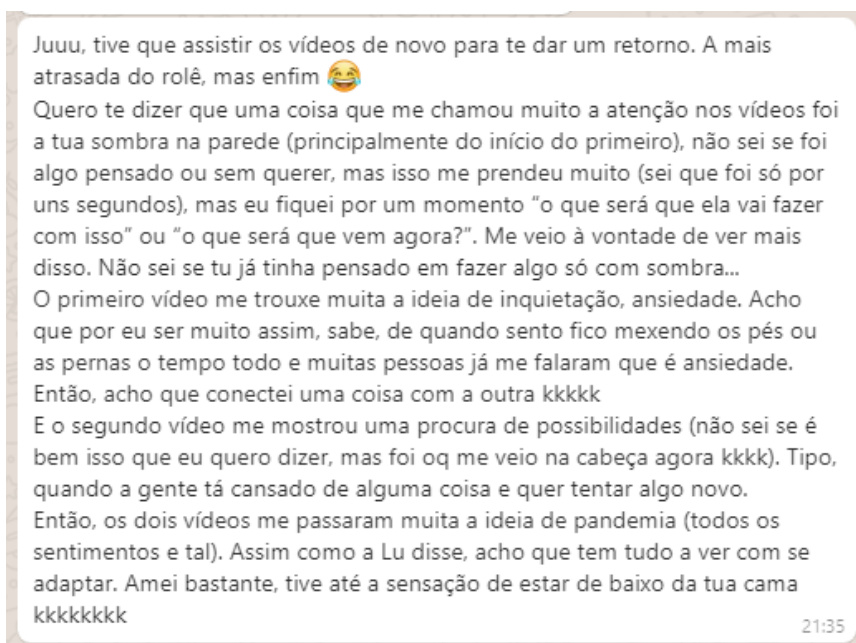 Juuu, tive que assistir os vídeos de novo para te dar um retorno. A mais
atrasada do rolê, mas enfim 😂
Quero te dizer que uma coisa que me chamou muito a atenção nos vídeos foi
a tua sombra na parede (principalmente do início do primeiro), não sei se foi
algo pensado ou sem querer, mas isso me prendeu muito (sei que foi só por
uns segundos), mas eu fiquei por um momento “o que será que ela vai fazer
com isso” ou “o que será que vem agora?”. Me veio à vontade de ver mais
disso. Não sei se tu já tinha pensado em fazer algo só com sombra...
O primeiro vídeo me trouxe muita a ideia de inquietação, ansiedade. Acho
que por eu ser muito assim, sabe, de quando sento fico mexendo os pés ou
as pernas o tempo todo e muitas pessoas já me falaram que é ansiedade.
Então, acho que conectei uma coisa com a outra kkkkk
E o segundo vídeo me mostrou uma procura de possibilidades (não sei se é
bem isso que eu quero dizer, mas foi oq me veio na cabeça agora kkkk). Tipo,
quando a gente tá cansado de alguma coisa e quer tentar algo novo.
Então, os dois vídeos me passaram muita a ideia de pandemia (todos os
sentimentos e tal). Assim como a Lu disse, acho que tem tudo a ver com se
adaptar. Amei bastante, tive até a sensação de estar de baixo da tua cama
kkkkkkkk
21:35